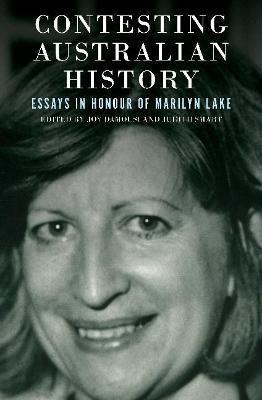 CONTESTING
AUSTRALIAN
HISTORY
ESSAYS IN HONOUR OF MARILYN LAKE
EDITED BY JOY DAMOUSI AND JUDITH SMART